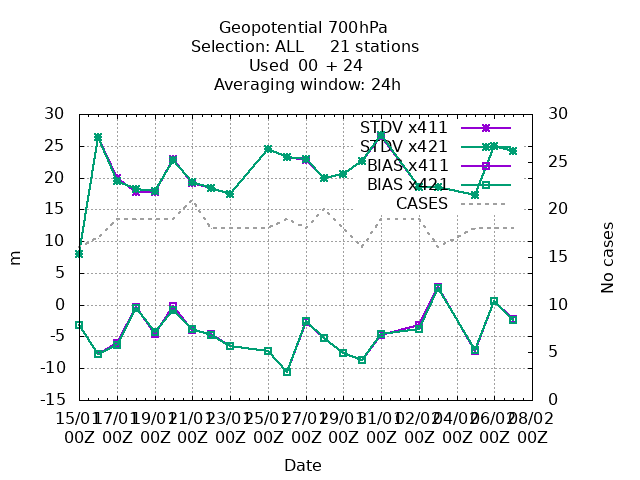 Geopotential 700hPa
Selection: ALL 21 stations
Used 00 + 24
Averaging window: 24h
30 30
STDV x411
25 STDV x421 25
BIAS x411
20 BIAS x421
CASES 20
15
10 15
5
0 10
-5
5
-10
-15 0
15/01 17/01 19/01 21/01 23/01 25/01 27/01 29/01 31/01 02/02 04/02 06/02 08/02
00Z 00Z 00Z 00Z 00Z 00Z 00Z 00Z 00Z 00Z 00Z 00Z 00Z
m
No cases
Date